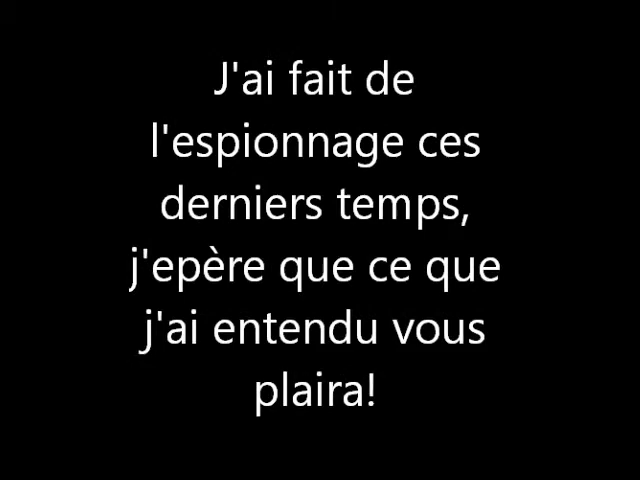 J'ai fait de
l'espionnage ces
derniers temps,
j'epère que ce que
j'ai entendu vous
plaira!